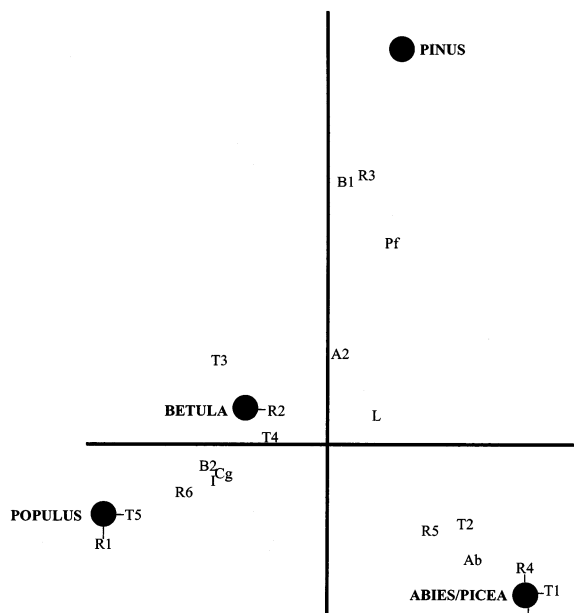 PINUS
B1 R3
Pf
A2
T3
BETULA R2
L
T4
B2
Cg
I
R6
POPULUS T5
R1
T2
R5
Ab
R4
T1
ABIES/PICEA